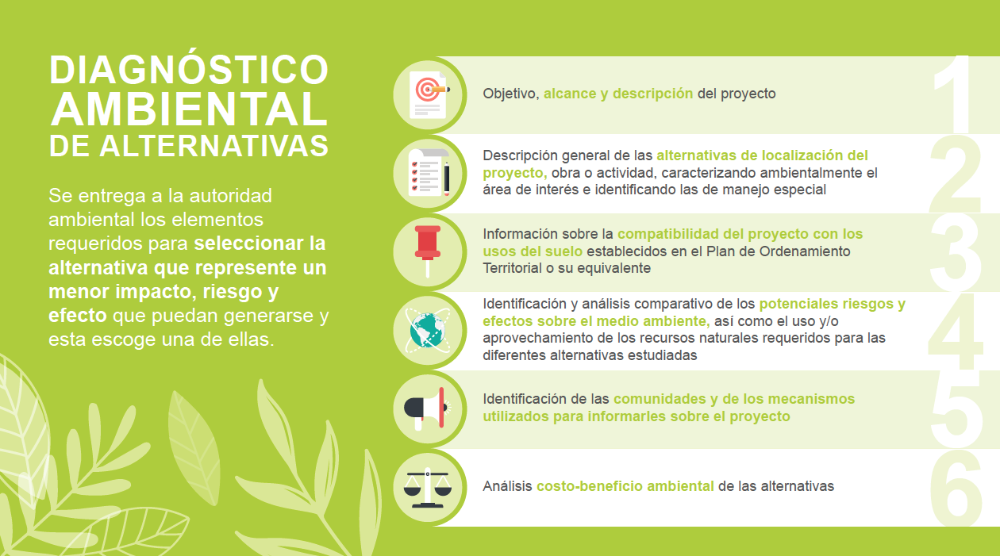 DIAGNÓSTICO
AMBIENTAL
DE ALTERNATIVAS
Se entrega a la autoridad
ambiental los elementos
requeridos para seleccionar la
alternativa que represente un
menor impacto, riesgo y
efecto que puedan generarse y
esta escoge una de ellas.
Objetivo, alcance y descripción del proyecto
1
Descripción general de las alternativas de localización del
proyecto, obra o actividad, caracterizando ambientalmente el
área de interés e identificando las de manejo especial
2
Información sobre la compatibilidad del proyecto con los
usos del suelo establecidos en el Plan de Ordenamiento
Territorial o su equivalente
3
Identificación y análisis comparativo de los potenciales riesgos y
efectos sobre el medio ambiente, así como el uso y/o
aprovechamiento de los recursos naturales requeridos para las
diferentes alternativas estudiadas
4
Identificación de las comunidades y de los mecanismos
utilizados para informarles sobre el proyecto
5
Análisis costo-beneficio ambiental de las alternativas
6